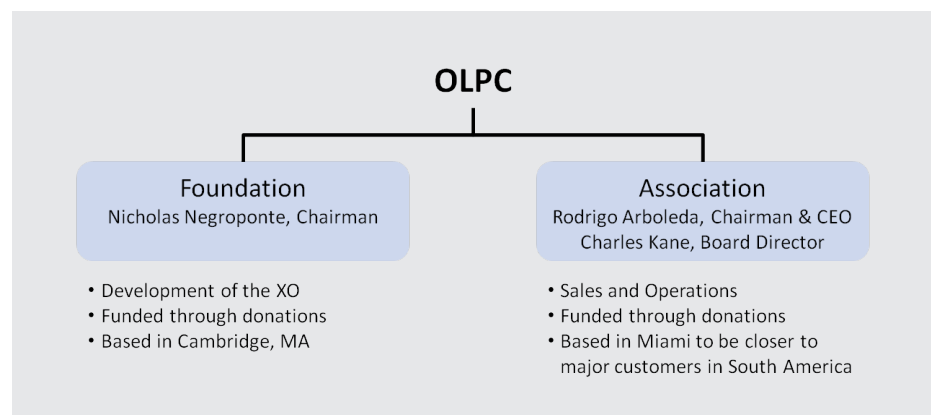 OLPC
Foundation
Nicholas Negroponte, Chairman
• Development of the XO
• Funded through donations
• Based in Cambridge, MA
Association
Rodrigo Arboleda, Chairman & CEO
Charles Kane, Board Director
• Sales and Operations
• Funded through donations
• Based in Miami to be closer to
major customers in South America